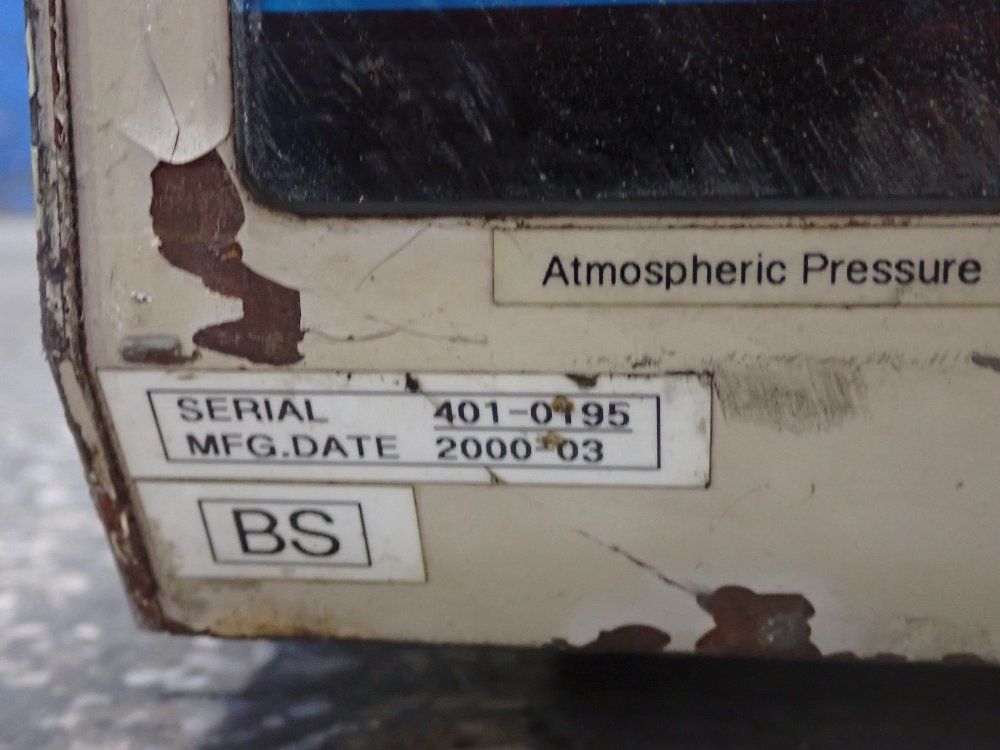 Atmospheric Pressure
SERIAL 401-0195
MFG.DATE 2000-03
BS